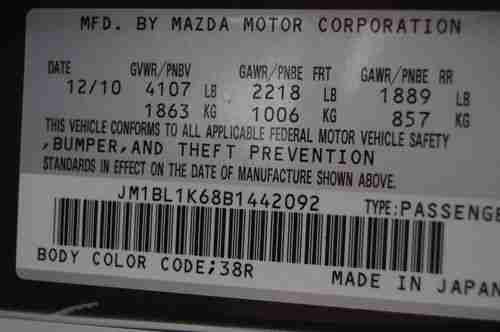 MFD. BY MAZDA MOTOR CORPORATION
DATE GVWR/PNBV GAWR/PNBE FRT GAWR/PNBE RR
12/10 4107 LB 2218 LB 1889 LB
1863 KG 1006 KG 857 KG
THIS VEHICLE CONFORMS TO ALL APPLICABLE FEDERAL MOTOR VEHICLE SAFETY
,BUMPER,AND THEFT PREVENTION
STANDARDS IN EFFECT ON THE DATE OF MANUFACTURE SHOWN ABOVE.
JM1BL1K68B1442092 TYPE:PASSENGE
BODY COLOR CODE;38R MADE IN JAPAN